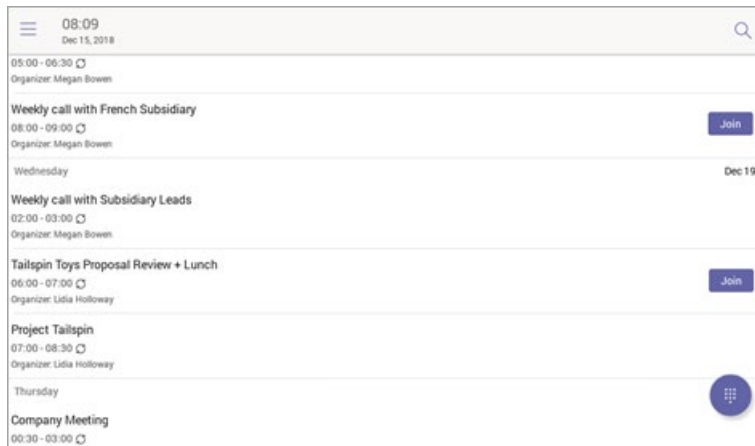 08:09
Dec 15, 2018
05:00 - 06:30
Organizer: Megan Bowen
Weekly call with French Subsidiary
08:00 - 09:00
Join
Organizer: Megan Bowen
Wednesday
Dec 19
Weekly call with Subsidiary Leads
02:00 - 03:00
Organizer: Megan Bowen
Tailspin Toys Proposal Review + Lunch
06:00 - 07:00
Join
Organizer: Lidia Holloway
Project Tailspin
07:00 - 08:30
Organizer: Lidia Holloway
Thursday
Company Meeting
00:30 - 03:00